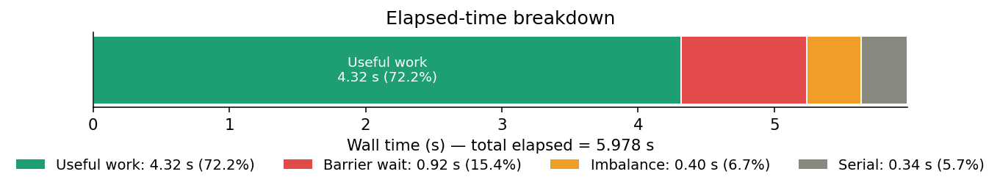 Elapsed-time breakdown
Useful work
4.32 s (72.2%)
0 1 2 3 4 5
Wall time (s) — total elapsed = 5.978 s
Useful work: 4.32 s (72.2%) Barrier wait: 0.92 s (15.4%) Imbalance: 0.40 s (6.7%) Serial: 0.34 s (5.7%)